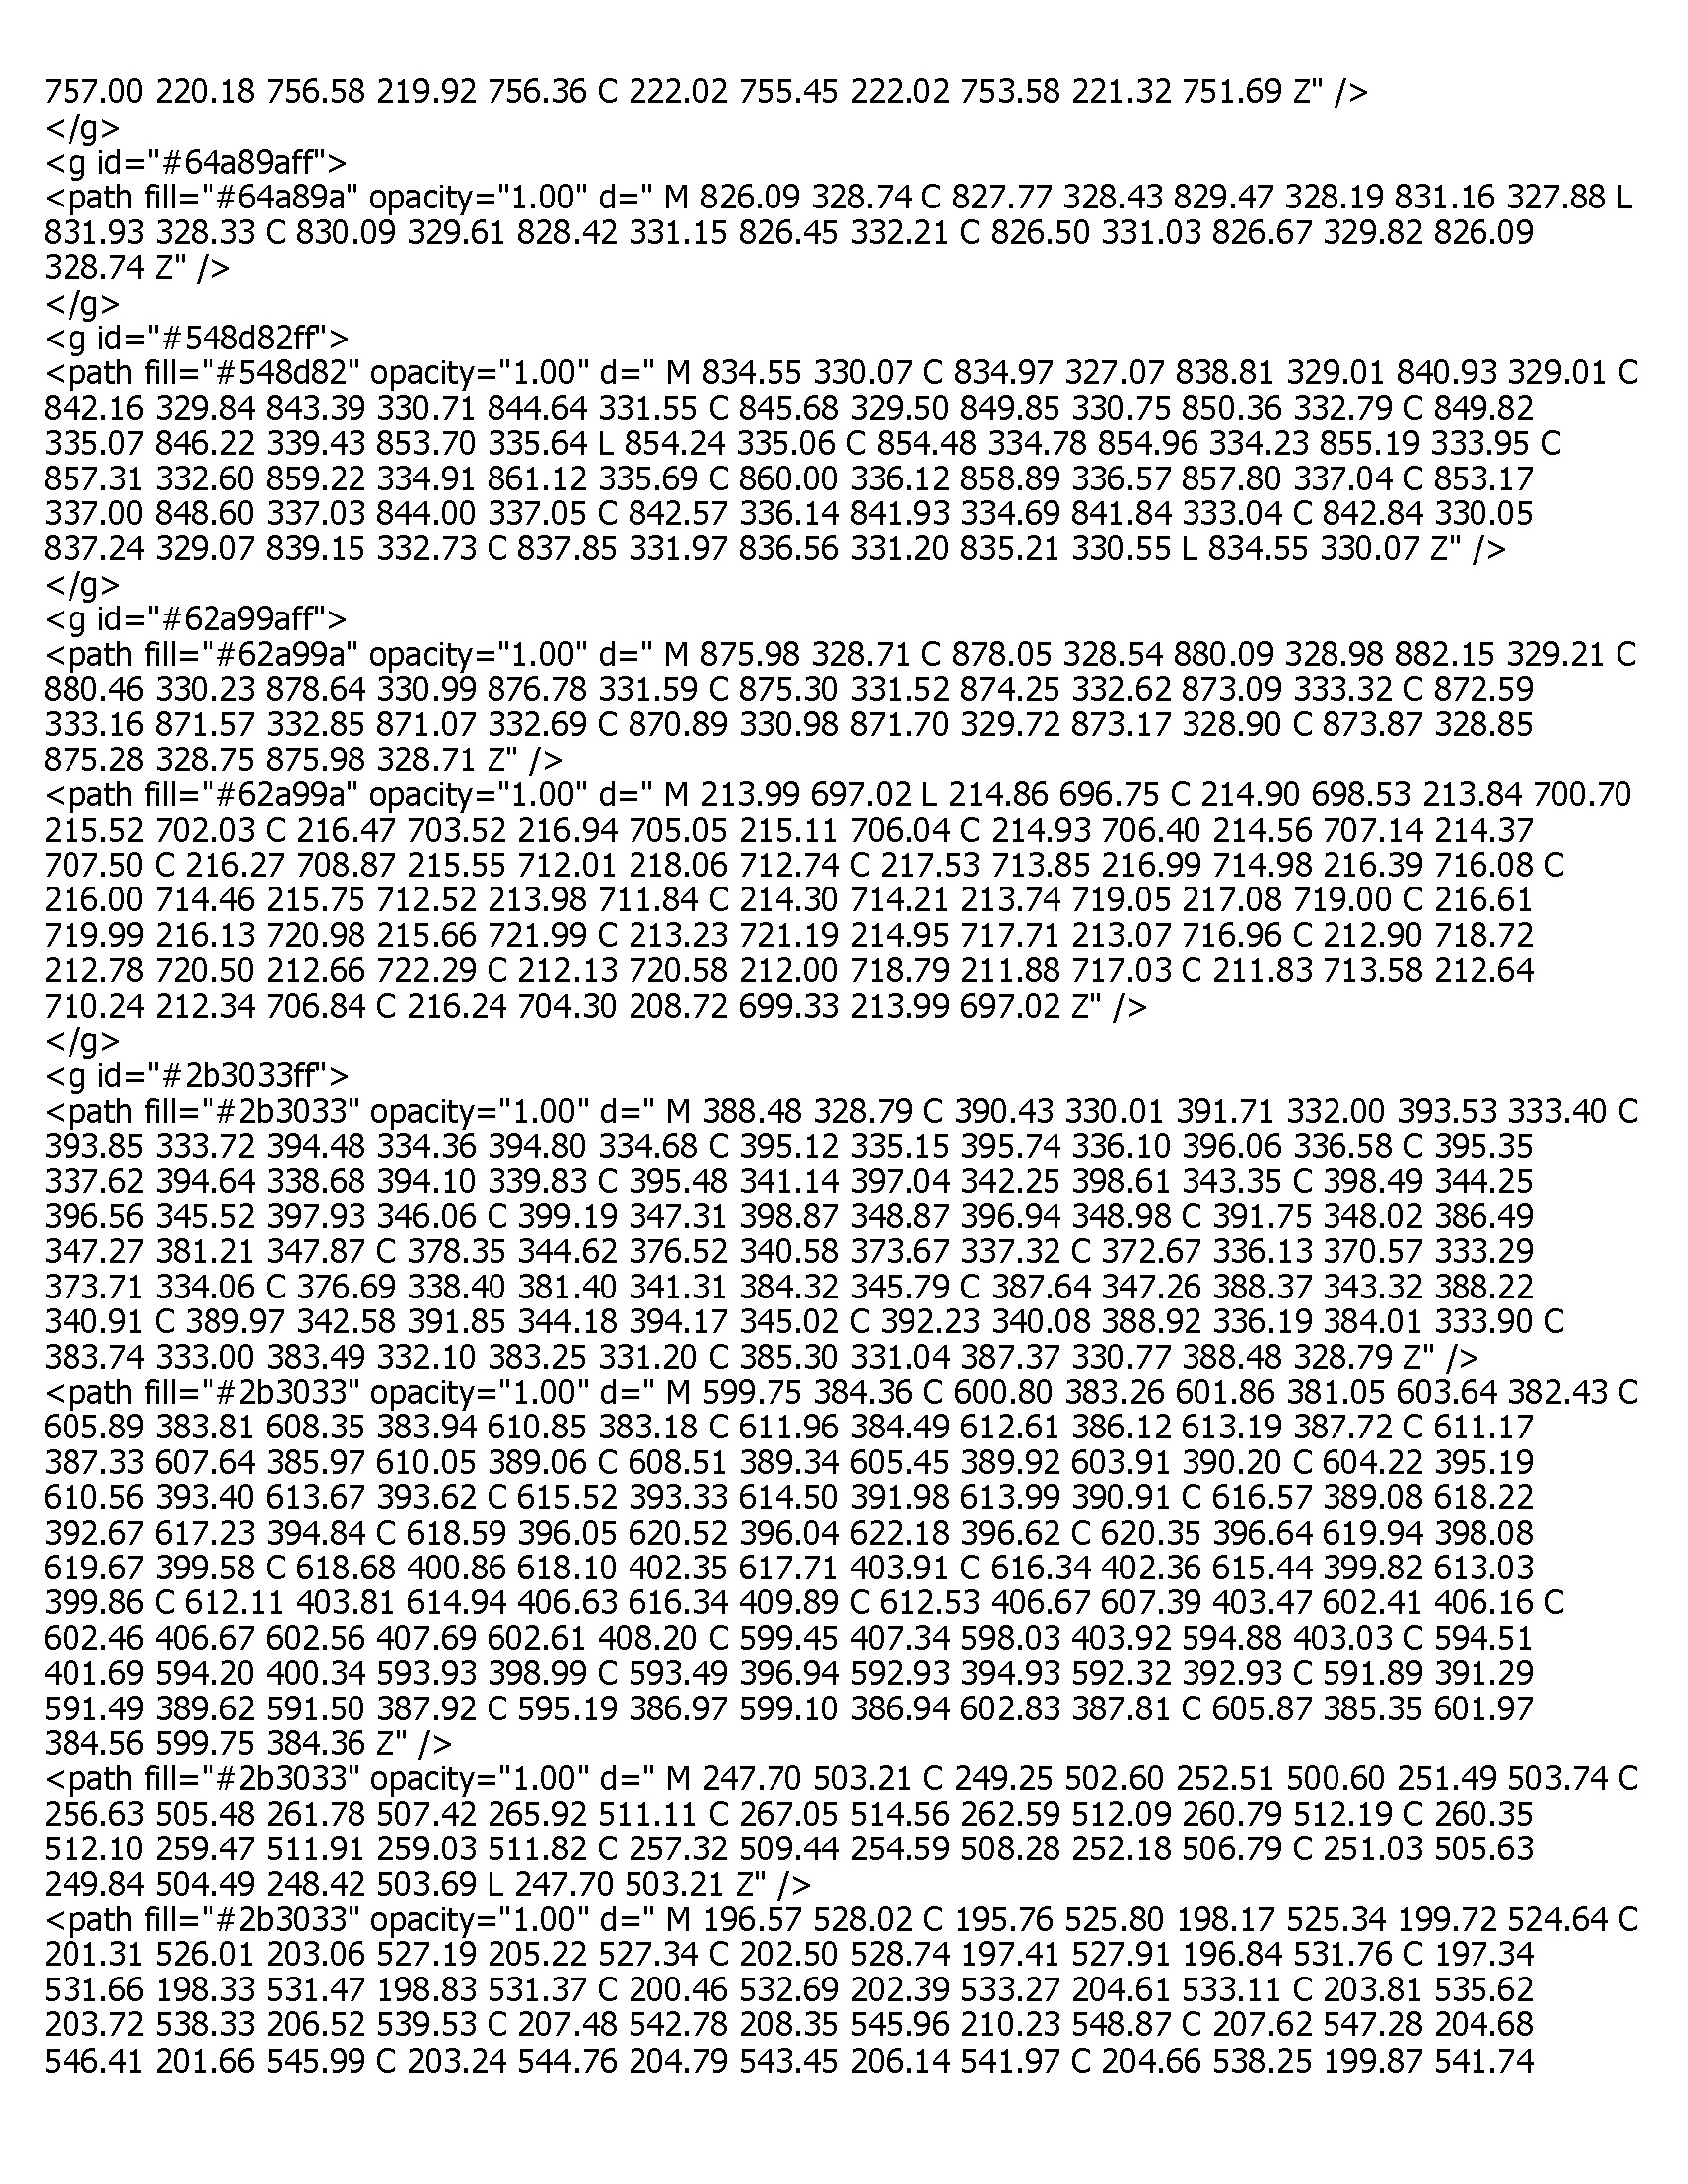 757.00 220.18 756.58 219.92 756.36 C 222.02 755.45 222.02 753.58 221.32 751.69 Z" />
</g>
<g id="#64a89aff">
<path fill="#64a89a" opacity="1.00" d=" M 826.09 328.74 C 827.77 328.43 829.47 328.19 831.16 327.88 L
831.93 328.33 C 830.09 329.61 828.42 331.15 826.45 332.21 C 826.50 331.03 826.67 329.82 826.09
328.74 Z" />
</g>
<g id="#548d82ff">
<path fill="#548d82" opacity="1.00" d=" M 834.55 330.07 C 834.97 327.07 838.81 329.01 840.93 329.01 C
842.16 329.84 843.39 330.71 844.64 331.55 C 845.68 329.50 849.85 330.75 850.36 332.79 C 849.82
335.07 846.22 339.43 853.70 335.64 L 854.24 335.06 C 854.48 334.78 854.96 334.23 855.19 333.95 C
857.31 332.60 859.22 334.91 861.12 335.69 C 860.00 336.12 858.89 336.57 857.80 337.04 C 853.17
337.00 848.60 337.03 844.00 337.05 C 842.57 336.14 841.93 334.69 841.84 333.04 C 842.84 330.05
837.24 329.07 839.15 332.73 C 837.85 331.97 836.56 331.20 835.21 330.55 L 834.55 330.07 Z" />
</g>
<g id="#62a99aff">
<path fill="#62a99a" opacity="1.00" d=" M 875.98 328.71 C 878.05 328.54 880.09 328.98 882.15 329.21 C
880.46 330.23 878.64 330.99 876.78 331.59 C 875.30 331.52 874.25 332.62 873.09 333.32 C 872.59
333.16 871.57 332.85 871.07 332.69 C 870.89 330.98 871.70 329.72 873.17 328.90 C 873.87 328.85
875.28 328.75 875.98 328.71 Z" />
<path fill="#62a99a" opacity="1.00" d=" M 213.99 697.02 L 214.86 696.75 C 214.90 698.53 213.84 700.70
215.52 702.03 C 216.47 703.52 216.94 705.05 215.11 706.04 C 214.93 706.40 214.56 707.14 214.37
707.50 C 216.27 708.87 215.55 712.01 218.06 712.74 C 217.53 713.85 216.99 714.98 216.39 716.08 C
216.00 714.46 215.75 712.52 213.98 711.84 C 214.30 714.21 213.74 719.05 217.08 719.00 C 216.61
719.99 216.13 720.98 215.66 721.99 C 213.23 721.19 214.95 717.71 213.07 716.96 C 212.90 718.72
212.78 720.50 212.66 722.29 C 212.13 720.58 212.00 718.79 211.88 717.03 C 211.83 713.58 212.64
710.24 212.34 706.84 C 216.24 704.30 208.72 699.33 213.99 697.02 Z" />
</g>
<g id="#2b3033ff">
<path fill="#2b3033" opacity="1.00" d=" M 388.48 328.79 C 390.43 330.01 391.71 332.00 393.53 333.40 C
393.85 333.72 394.48 334.36 394.80 334.68 C 395.12 335.15 395.74 336.10 396.06 336.58 C 395.35
337.62 394.64 338.68 394.10 339.83 C 395.48 341.14 397.04 342.25 398.61 343.35 C 398.49 344.25
396.56 345.52 397.93 346.06 C 399.19 347.31 398.87 348.87 396.94 348.98 C 391.75 348.02 386.49
347.27 381.21 347.87 C 378.35 344.62 376.52 340.58 373.67 337.32 C 372.67 336.13 370.57 333.29
373.71 334.06 C 376.69 338.40 381.40 341.31 384.32 345.79 C 387.64 347.26 388.37 343.32 388.22
340.91 C 389.97 342.58 391.85 344.18 394.17 345.02 C 392.23 340.08 388.92 336.19 384.01 333.90 C
383.74 333.00 383.49 332.10 383.25 331.20 C 385.30 331.04 387.37 330.77 388.48 328.79 Z" />
<path fill="#2b3033" opacity="1.00" d=" M 599.75 384.36 C 600.80 383.26 601.86 381.05 603.64 382.43 C
605.89 383.81 608.35 383.94 610.85 383.18 C 611.96 384.49 612.61 386.12 613.19 387.72 C 611.17
387.33 607.64 385.97 610.05 389.06 C 608.51 389.34 605.45 389.92 603.91 390.20 C 604.22 395.19
610.56 393.40 613.67 393.62 C 615.52 393.33 614.50 391.98 613.99 390.91 C 616.57 389.08 618.22
392.67 617.23 394.84 C 618.59 396.05 620.52 396.04 622.18 396.62 C 620.35 396.64 619.94 398.08
619.67 399.58 C 618.68 400.86 618.10 402.35 617.71 403.91 C 616.34 402.36 615.44 399.82 613.03
399.86 C 612.11 403.81 614.94 406.63 616.34 409.89 C 612.53 406.67 607.39 403.47 602.41 406.16 C
602.46 406.67 602.56 407.69 602.61 408.20 C 599.45 407.34 598.03 403.92 594.88 403.03 C 594.51
401.69 594.20 400.34 593.93 398.99 C 593.49 396.94 592.93 394.93 592.32 392.93 C 591.89 391.29
591.49 389.62 591.50 387.92 C 595.19 386.97 599.10 386.94 602.83 387.81 C 605.87 385.35 601.97
384.56 599.75 384.36 Z" />
<path fill="#2b3033" opacity="1.00" d=" M 247.70 503.21 C 249.25 502.60 252.51 500.60 251.49 503.74 C
256.63 505.48 261.78 507.42 265.92 511.11 C 267.05 514.56 262.59 512.09 260.79 512.19 C 260.35
512.10 259.47 511.91 259.03 511.82 C 257.32 509.44 254.59 508.28 252.18 506.79 C 251.03 505.63
249.84 504.49 248.42 503.69 L 247.70 503.21 Z" />
<path fill="#2b3033" opacity="1.00" d=" M 196.57 528.02 C 195.76 525.80 198.17 525.34 199.72 524.64 C
201.31 526.01 203.06 527.19 205.22 527.34 C 202.50 528.74 197.41 527.91 196.84 531.76 C 197.34
531.66 198.33 531.47 198.83 531.37 C 200.46 532.69 202.39 533.27 204.61 533.11 C 203.81 535.62
203.72 538.33 206.52 539.53 C 207.48 542.78 208.35 545.96 210.23 548.87 C 207.62 547.28 204.68
546.41 201.66 545.99 C 203.24 544.76 204.79 543.45 206.14 541.97 C 204.66 538.25 199.87 541.74